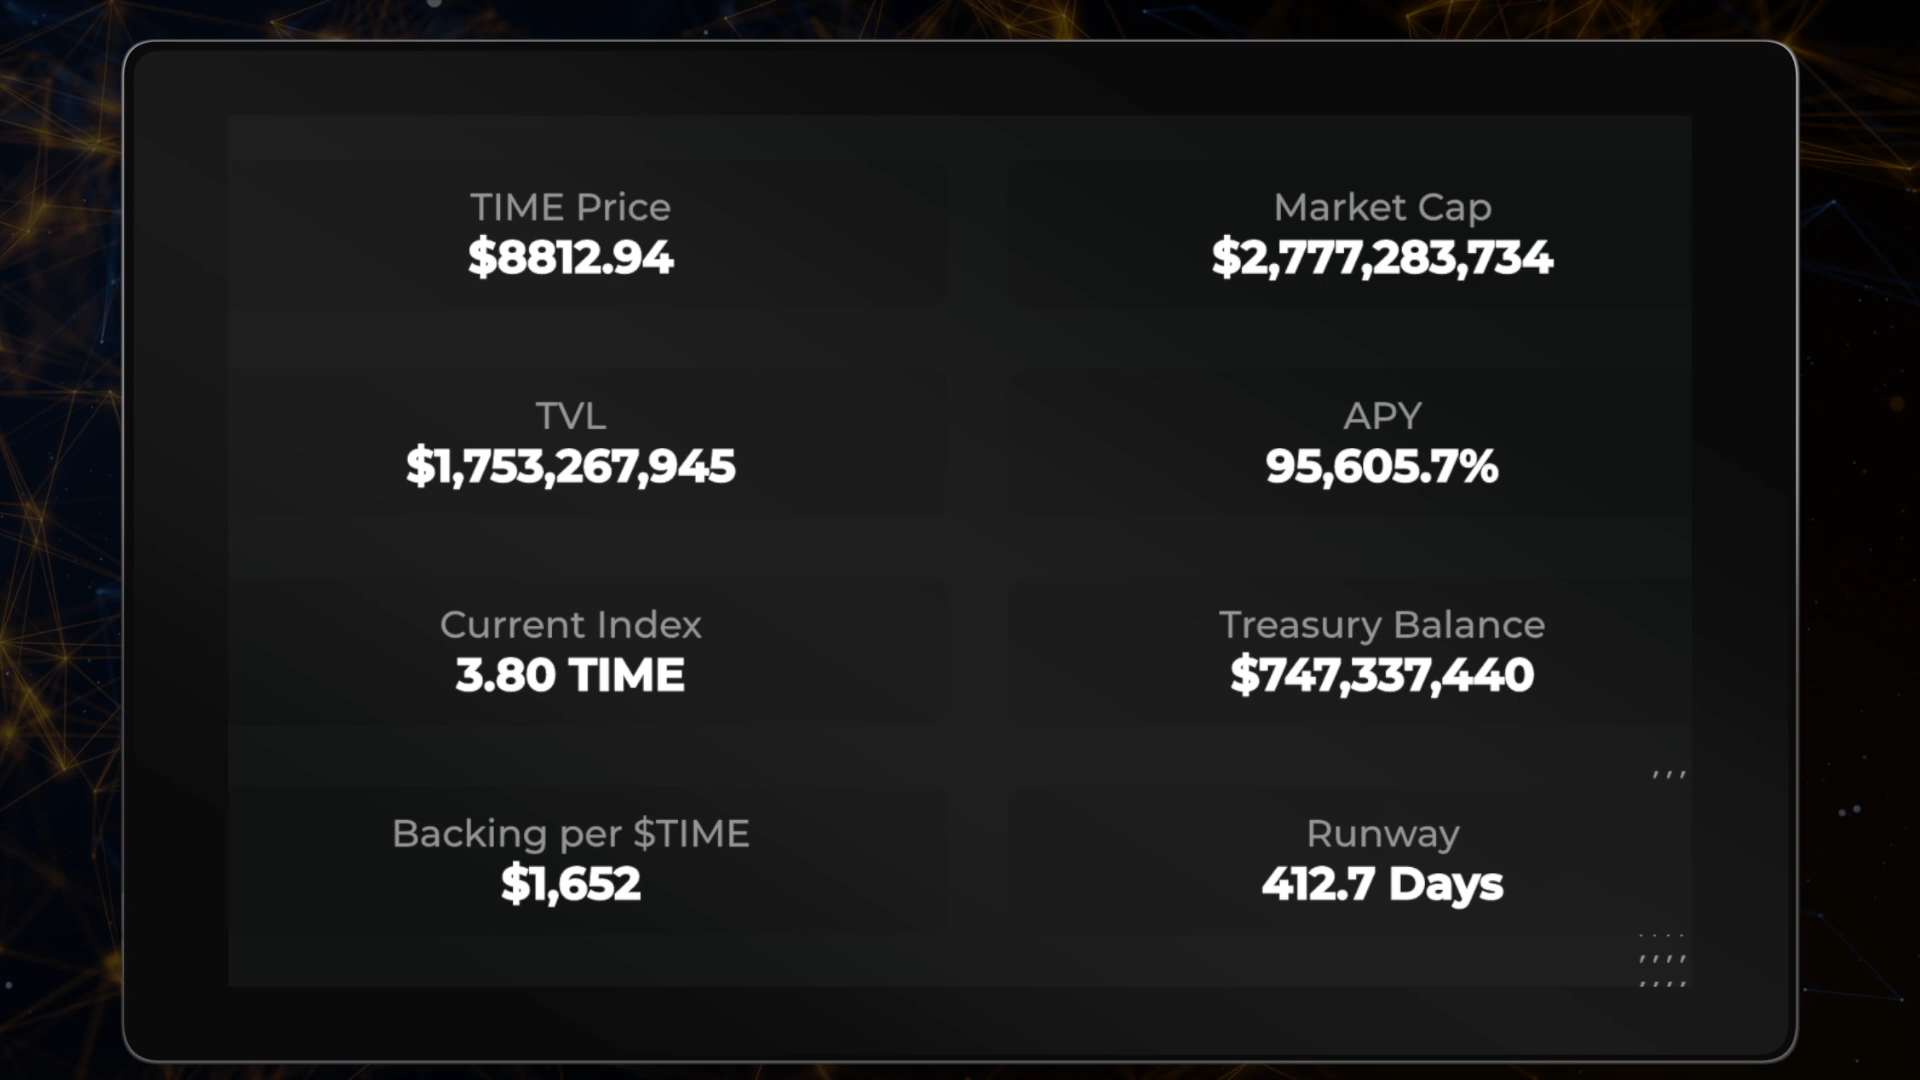 TIME Price
$8812.94
Market Cap
$2,777,283,734
TVL
$1,753,267,945
APY
95,605.7%
Current Index
3.80 TIME
Treasury Balance
$747,337,440
Backing per $TIME
$1,652
Runway
412.7 Days